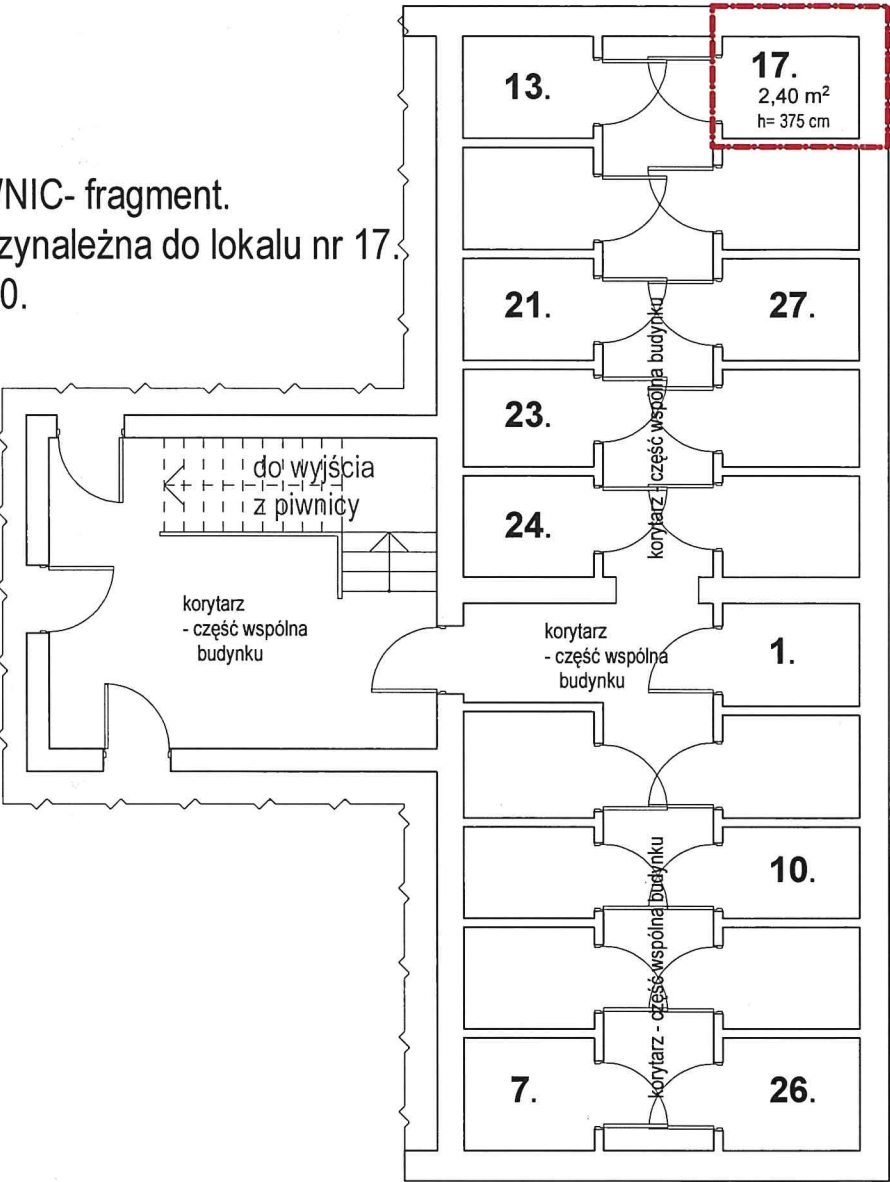 WNIC- fragment.
zynależna do lokalu nr 17.
0.
13.
17.
2,40 m²
h= 375 cm
21.
27.
23.
24.
korytarz - część wspólna budynku
do wyjścia
z piwnicy
korytarz
- część wspólna
budynku
korytarz
- część wspólna
budynku
1.
10.
korytarz - część wspólna budynku
7.
26.